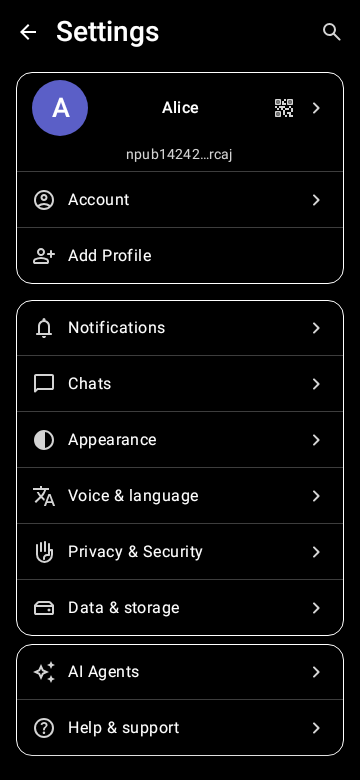 Settings
A
Alice
npub14242…rcaj
Account
Add Profile
Notifications
Chats
Appearance
Voice & language
Privacy & Security
Data & storage
AI Agents
Help & support